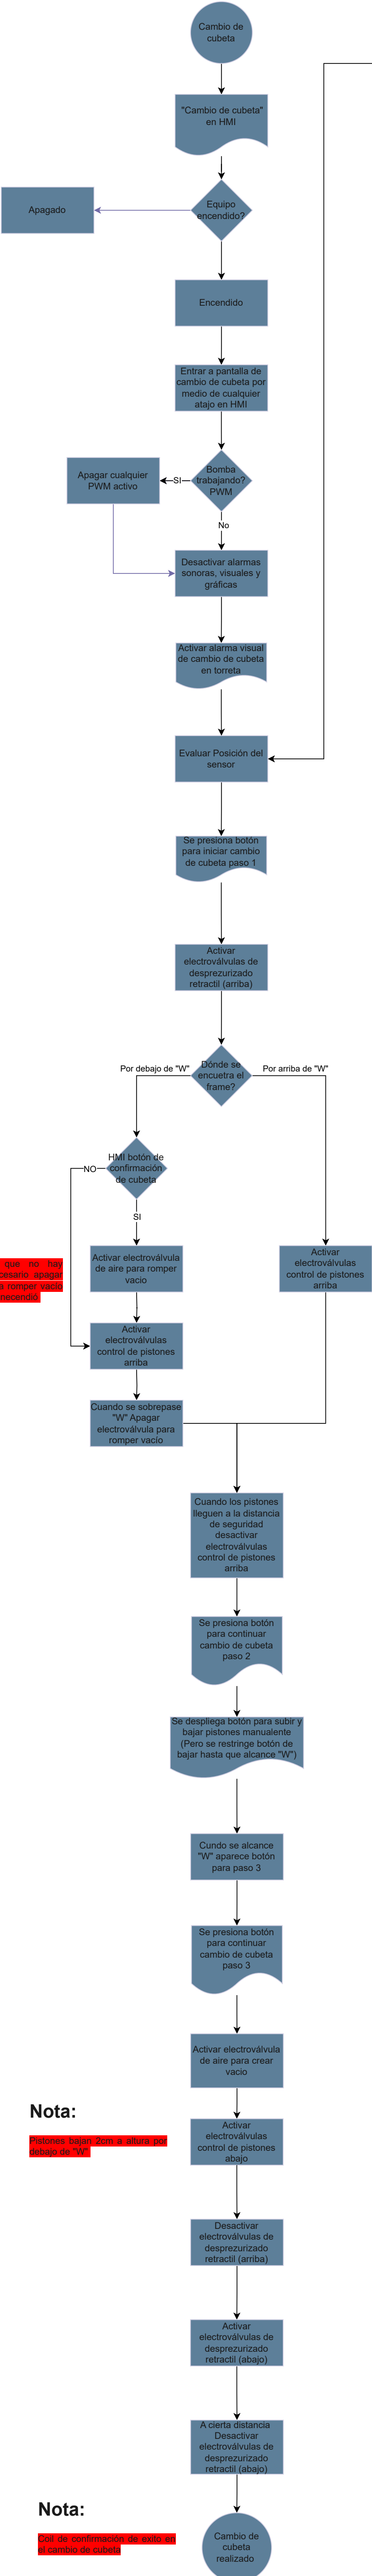 Cambio de
cubeta
"Cambio de cubeta"
en HMI
Equipo
encendido?
Apagado
Encendido
Entrar a pantalla de
cambio de cubeta por
medio de cualquier
atajo en HMI
Bomba
trabajando?
PWM
SI
Apagar cualquier
PWM activo
No
Desactivar alarmas
sonoras, visuales y
gráficas
Activar alarma visual
de cambio de cubeta
en torreta
Evaluar Posición del
sensor
Se presiona botón
para iniciar cambio
de cubeta paso 1
Activar
electroválvulas de
desprezurizado
retractil (arriba)
Dónde se
encuetra el
frame?
Por debajo de "W"
Por arriba de "W"
HMI botón de
confirmación
de cubeta
NO
SI
Activar electroválvula
de aire para romper
vacio
Activar
electroválvulas
control de pistones
arriba
que no hay
cesario apagar
a romper vacío
necendio
Activar
electroválvulas
control de pistones
arriba
Cuando se sobrepase
"W" Apagar
electroválvula para
romper vacío
Cuando los pistones
lleguen a la distancia
de seguridad
desactivar
electroválvulas
control de pistones
arriba
Se presiona botón
para continuar
cambio de cubeta
paso 2
Se despliega botón para subir y
bajar pistones manualente
(Pero se restringe botón de
bajar hasta que alcance "W")
Cundo se alcance
"W" aparece botón
para paso 3
Se presiona botón
para continuar
cambio de cubeta
paso 3
Activar electroválvula
de aire para crear
vacio
Nota:
Pistones bajan 2cm a altura por
debajo de "W"
Activar
electroválvulas
control de pistones
abajo
Desactivar
electroválvulas de
desprezurizado
retractil (arriba)
Activar
electroválvulas de
desprezurizado
retractil (abajo)
A cierta distancia
Desactivar
electroválvulas de
desprezurizado
retractil (abajo)
Nota:
Coil de confirmación de exito en
el cambio de cubeta
Cambio de
cubeta
realizado